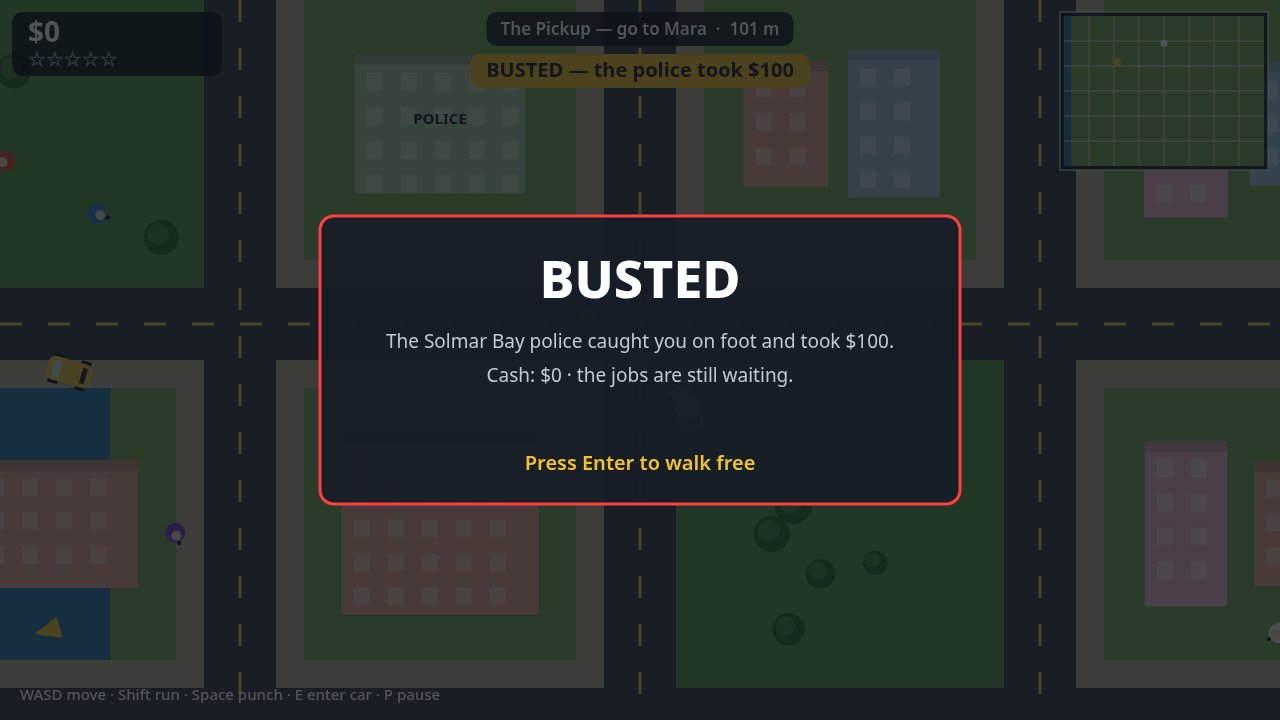 $0
☆☆☆☆☆
The Pickup — go to Mara · 101 m
BUSTED — the police took $100
POLICE
BUSTED
The Solmar Bay police caught you on foot and took $100.
Cash: $0 · the jobs are still waiting.
Press Enter to walk free
WASD move · Shift run · Space punch · E enter car · P pause